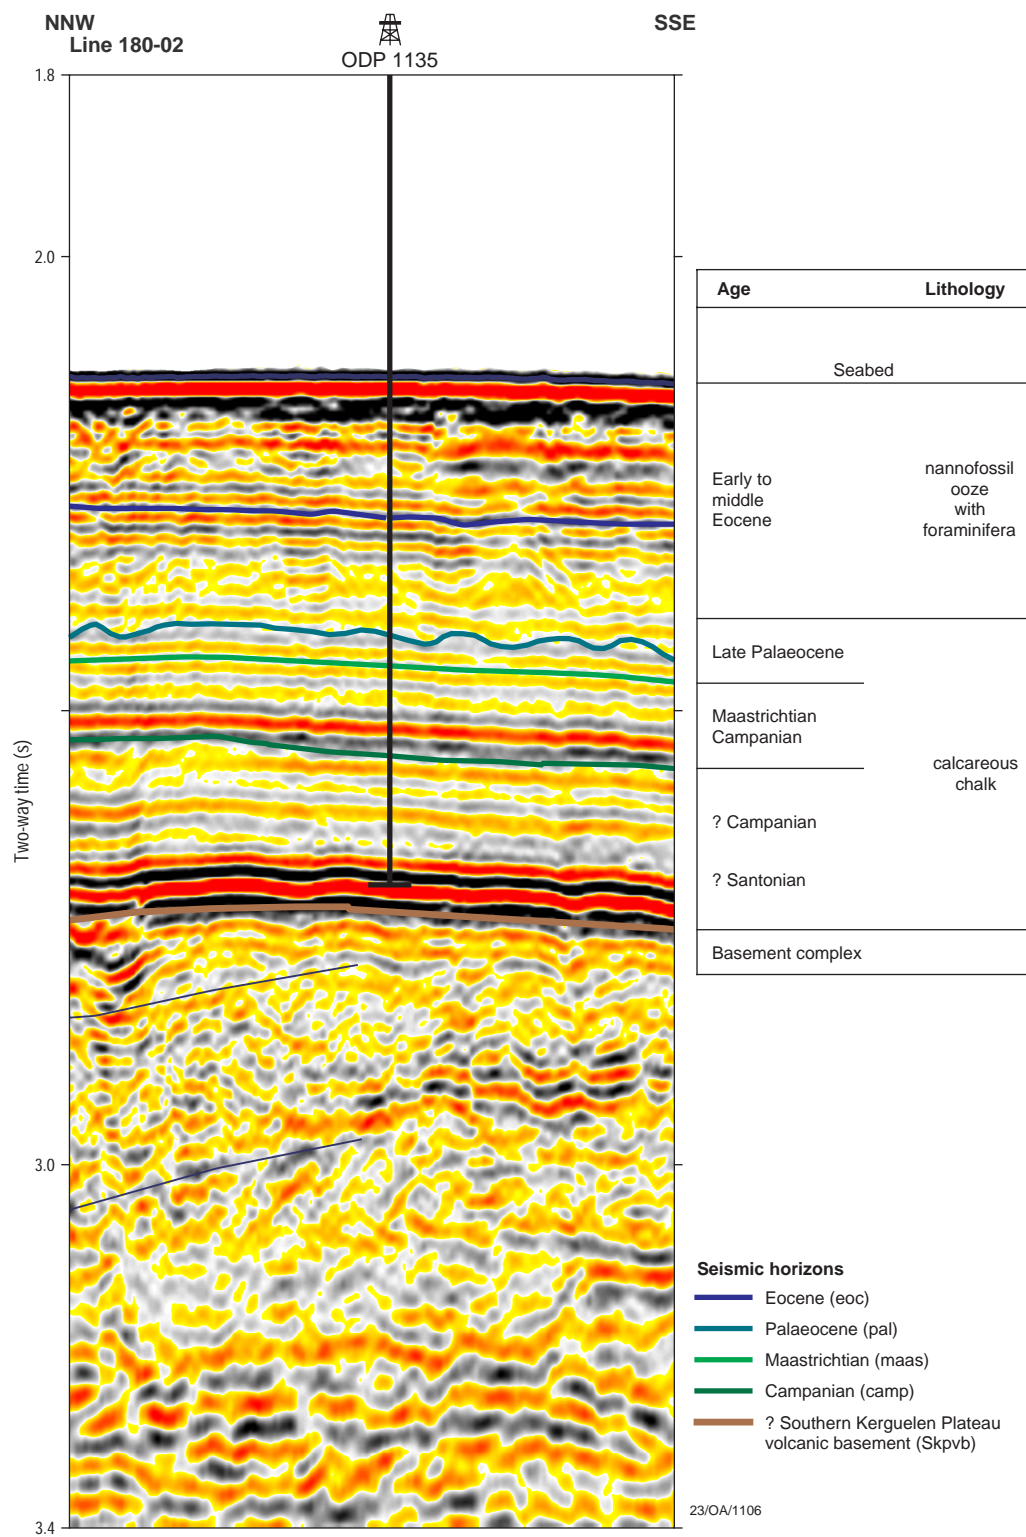 NNW
SSE
Line 180-02
ODP 1135
1.8
2.0
Two-way time (s)
3.0
3.4
Age
Lithology
Seabed
Early to
middle
Eocene
nannofossil
ooze
with
foraminifera
Late Palaeocene
Maastrichtian
Campanian
calcareous
chalk
? Campanian
? Santonian
Basement complex
Seismic horizons
Eocene (eoc)
Palaeocene (pal)
Maastrichtian (maas)
Campanian (camp)
? Southern Kerguelen Plateau
volcanic basement (Skpvb)
23/OA/1106